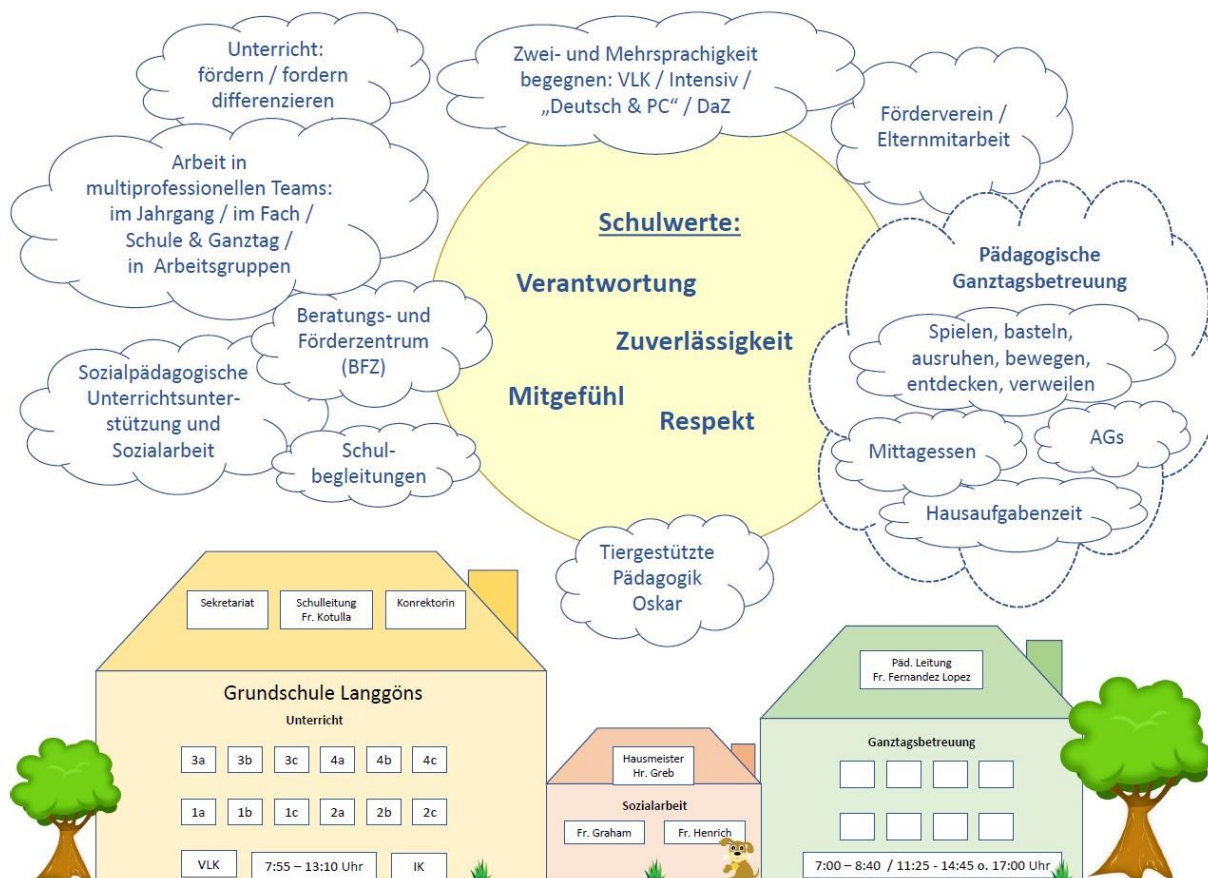 Unterricht:
fördern / fordern
differenzieren
Zwei- und Mehrsprachigkeit
begegnen: VLK / Intensiv /
„Deutsch & PC“ / DaZ
Förderverein /
Elternmitarbeit
Arbeit in
multiprofessionellen Teams:
im Jahrgang / im Fach /
Schule & Ganztag /
in Arbeitsgruppen
Beratungs- und
Förderzentrum
(BFZ)
Sozialpädagogische
Unterrichtsunter-
stützung und
Sozialarbeit
Schul-
begleitungen
Schulwerte:
Verantwortung
Zuverlässigkeit
Mitgefühl
Respekt
Pädagogische
Ganztagsbetreuung
Spielen, basteln,
ausruhen, bewegen,
entdecken, verweilen
Mittagessen
AGs
Hausaufgabenzeit
Tiergestützte
Pädagogik
Oskar
Sekretariat
Schulleitung
Fr. Kotulla
Konrektorin
Grundschule Langgöns
Unterricht
3a 3b 3c 4a 4b 4c
1a 1b 1c 2a 2b 2c
VLK
7:55 – 13:10 Uhr
IK
Hausmeister
Hr. Greb
Sozialarbeit
Fr. Graham
Fr. Henrich
Päd. Leitung
Fr. Fernandez Lopez
Ganztagsbetreuung
7:00 – 8:40 / 11:25 - 14:45 o. 17:00 Uhr